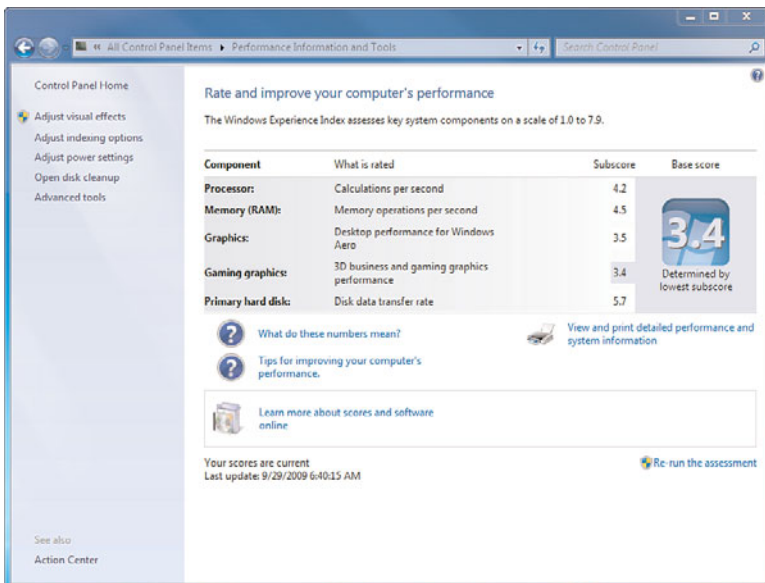 « All Control Panel Items ▸ Performance Information and Tools
Search Control Panel
Control Panel Home
Adjust visual effects
Adjust indexing options
Adjust power settings
Open disk cleanup
Advanced tools
Rate and improve your computer's performance
The Windows Experience Index assesses key system components on a scale of 1.0 to 7.9.
Component What is rated Subscore Base score
Processor: Calculations per second 4.2
Memory (RAM): Memory operations per second 4.5
Graphics: Desktop performance for Windows
Aero 3.5
Gaming graphics: 3D business and gaming graphics
performance 3.4
Primary hard disk: Disk data transfer rate 5.7
3.4
Determined by
lowest subscore
What do these numbers mean?
Tips for improving your computer's
performance.
View and print detailed performance and
system information
Learn more about scores and software
online
Your scores are current
Last update: 9/29/2009 6:40:15 AM
Re-run the assessment
See also
Action Center